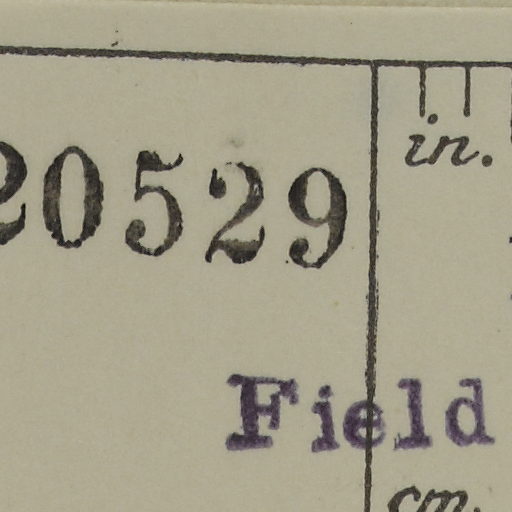 20529
in.
Field
cm.